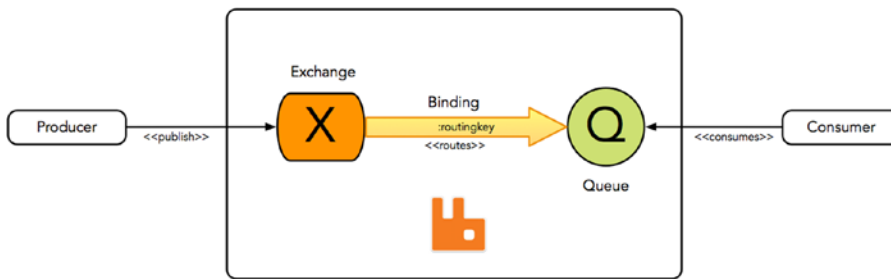 Exchange
Binding
Producer
<<publish>>
X
:routingkey
<<routes>>
Q
Queue
<<consumes>>
Consumer